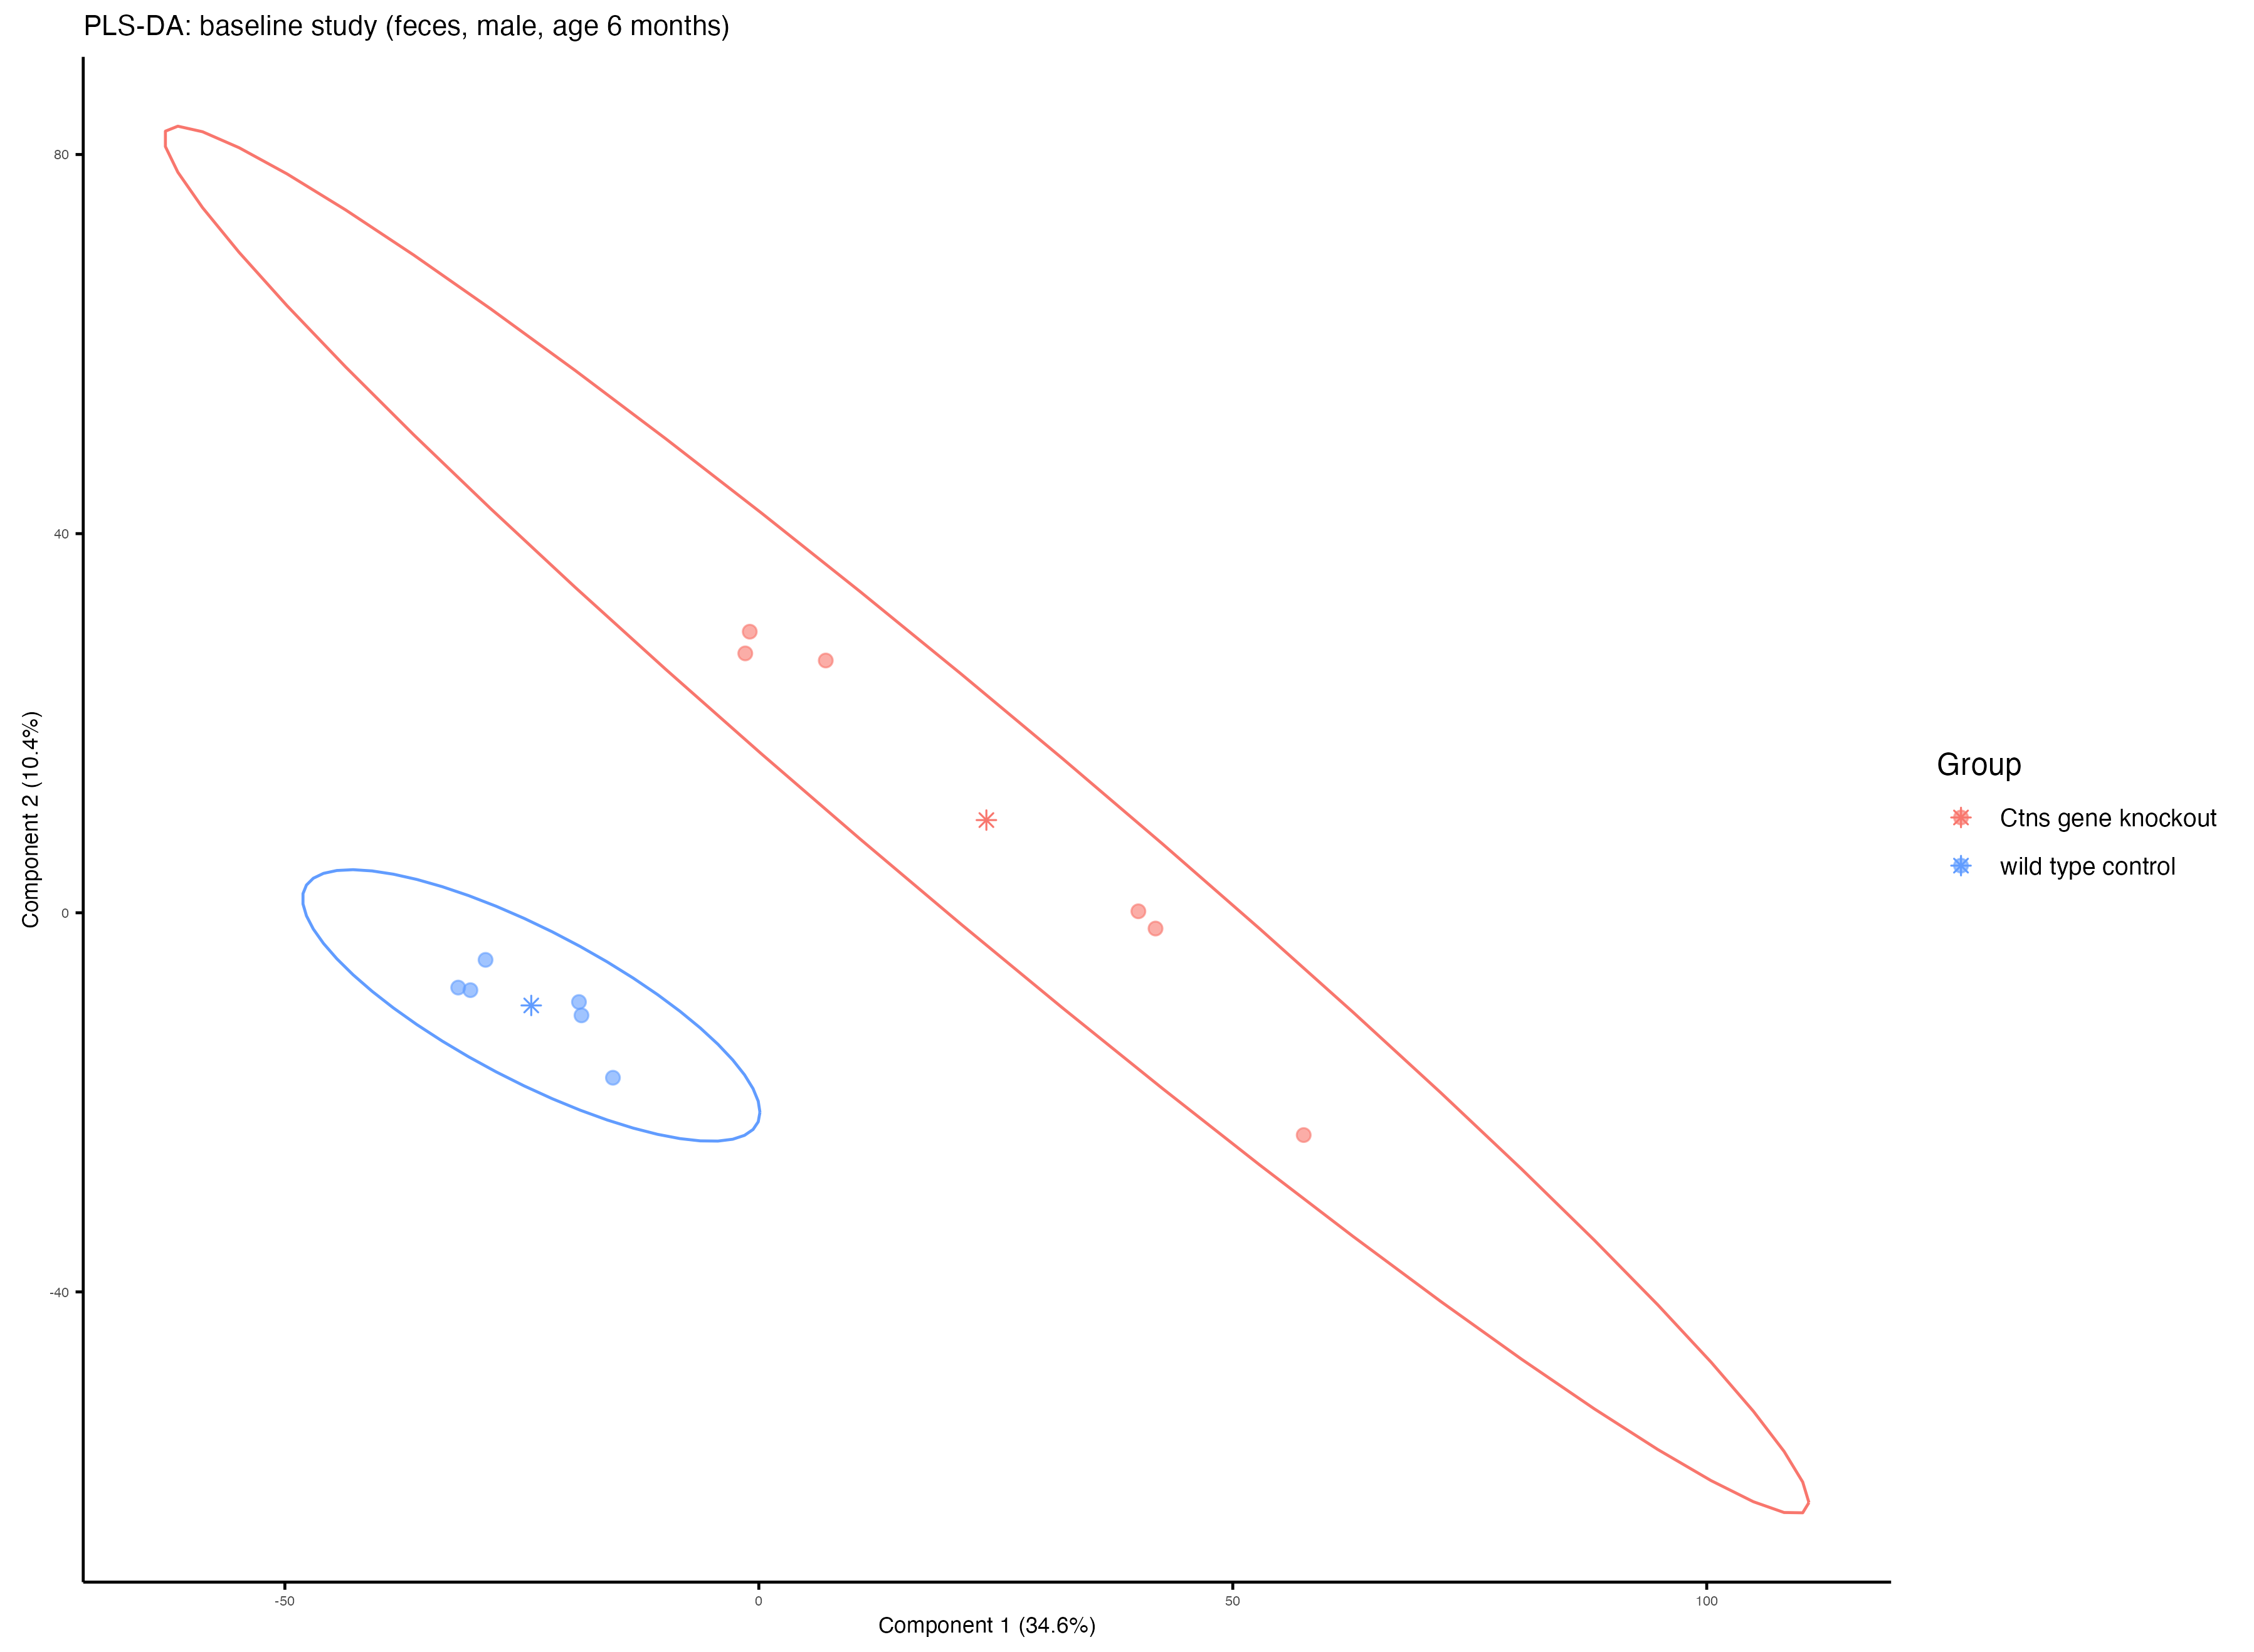 PLS-DA: baseline study (feces, male, age 6 months)
80
40
0
-40
Component 2 (10.4%)
-50
0
50
100
Component 1 (34.6%)
Group
Ctns gene knockout
wild type control